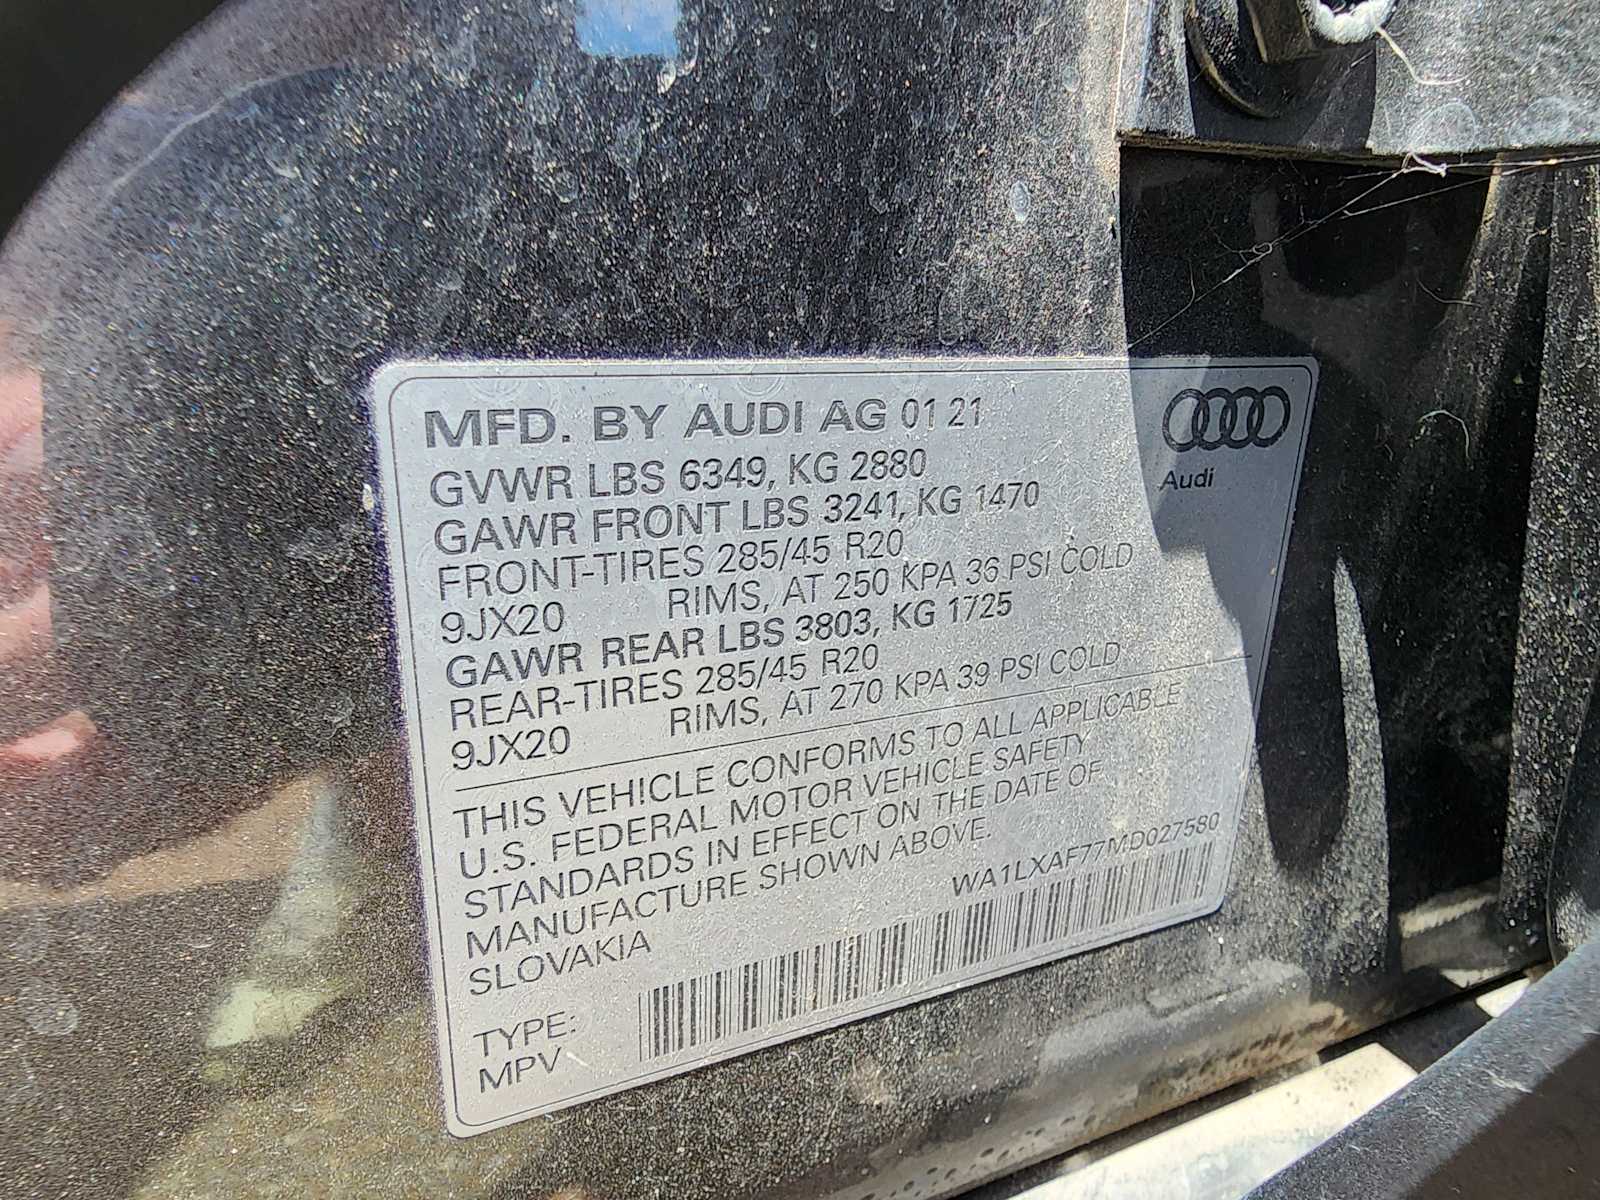 MFD. BY AUDI AG 01 21
GVWR LBS 6349, KG 2880
GAWR FRONT LBS 3241, KG 1470
FRONT-TIRES 285/45 R20
9JX20 RIMS, AT 250 KPA 36 PSI COLD
GAWR REAR LBS 3803, KG 1725
REAR-TIRES 285/45 R20
9JX20 RIMS, AT 270 KPA 39 PSI COLD
Audi
THIS VEHICLE CONFORMS TO ALL APPLICABLE
U.S. FEDERAL MOTOR VEHICLE SAFETY
STANDARDS IN EFFECT ON THE DATE OF
MANUFACTURE SHOWN ABOVE.
SLOVAKIA
WA1LXAF77MD027580
TYPE:
MPV